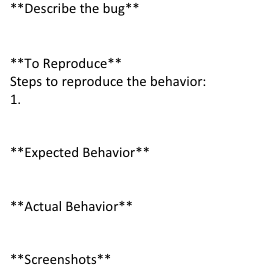 **Describe the bug**
**To Reproduce**
Steps to reproduce the behavior:
1.
**Expected Behavior**
**Actual Behavior**
**Screenshots**